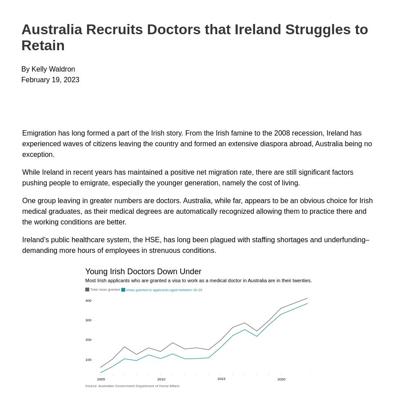 Australia Recruits Doctors that Ireland Struggles to
Retain
By Kelly Waldron
February 19, 2023
Emigration has long formed a part of the Irish story. From the Irish famine to the 2008 recession, Ireland has
experienced waves of citizens leaving the country and formed an extensive diaspora abroad, Australia being no
exception.
While Ireland in recent years has maintained a positive net migration rate, there are still significant factors
pushing people to emigrate, especially the younger generation, namely the cost of living.
One group leaving in greater numbers are doctors. Australia, while far, appears to be an obvious choice for Irish
medical graduates, as their medical degrees are automatically recognized allowing them to practice there and
the working conditions are better.
Ireland's public healthcare system, the HSE, has long been plagued with staffing shortages and underfunding–
demanding more hours of employees in strenuous conditions.
Young Irish Doctors Down Under
Most Irish applicants who are granted a visa to work as a doctor in Australia are in their twenties.
Total visas granted Visas granted to applicants aged between 20-29
400
300
200
100
2005 2010 2015 2020
Source: Australian Government Department of Home Affairs